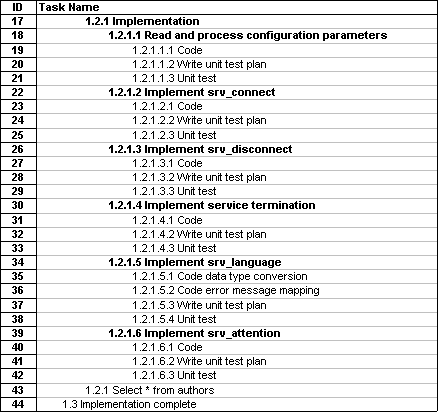 ID Task Name
17 1.2.1 Implementation
18 1.2.1.1 Read and process configuration parameters
19 1.2.1.1.1 Code
20 1.2.1.1.2 Write unit test plan
21 1.2.1.1.3 Unit test
22 1.2.1.2 Implement srv_connect
23 1.2.1.2.1 Code
24 1.2.1.2.2 Write unit test plan
25 1.2.1.2.3 Unit test
26 1.2.1.3 Implement srv_disconnect
27 1.2.1.3.1 Code
28 1.2.1.3.2 Write unit test plan
29 1.2.1.3.3 Unit test
30 1.2.1.4 Implement service termination
31 1.2.1.4.1 Code
32 1.2.1.4.2 Write unit test plan
33 1.2.1.4.3 Unit test
34 1.2.1.5 Implement srv_language
35 1.2.1.5.1 Code data type conversion
36 1.2.1.5.2 Code error message mapping
37 1.2.1.5.3 Write unit test plan
38 1.2.1.5.4 Unit test
39 1.2.1.6 Implement srv_attention
40 1.2.1.6.1 Code
41 1.2.1.6.2 Write unit test plan
42 1.2.1.6.3 Unit test
43 1.2.1 Select * from authors
44 1.3 Implementation complete